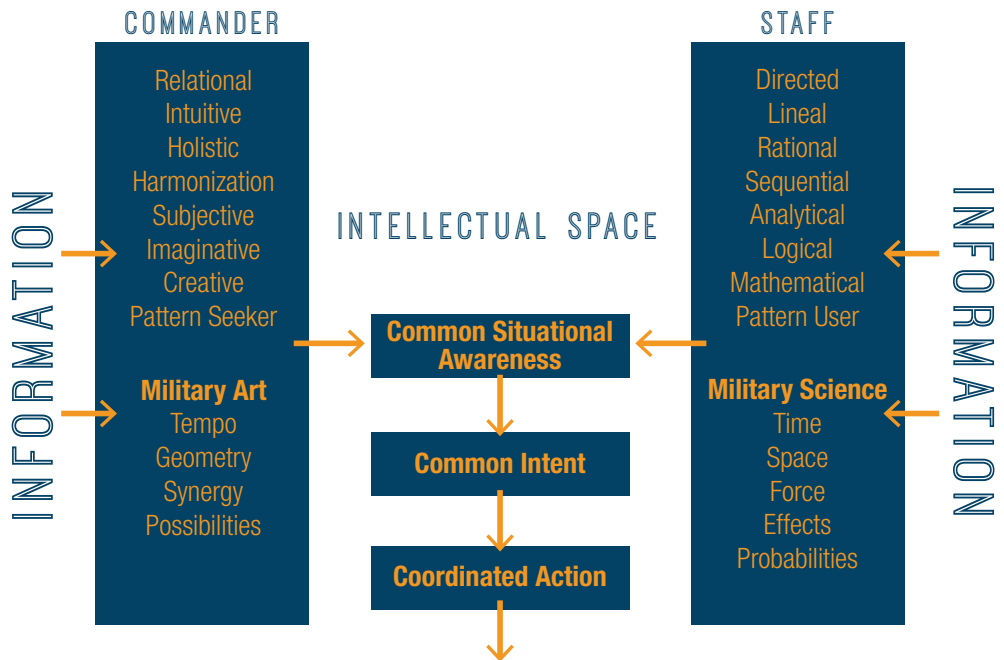 COMMANDER
Relational
Intuitive
Holistic
Harmonization
Subjective
Imaginative
Creative
Pattern Seeker
Military Art
Tempo
Geometry
Synergy
Possibilities
INFORMATION
INTELLECTUAL SPACE
Common Situational
Awareness
Common Intent
Coordinated Action
STAFF
Directed
Lineal
Rational
Sequential
Analytical
Logical
Mathematical
Pattern User
Military Science
Time
Space
Force
Effects
Probabilities
INFORMATION